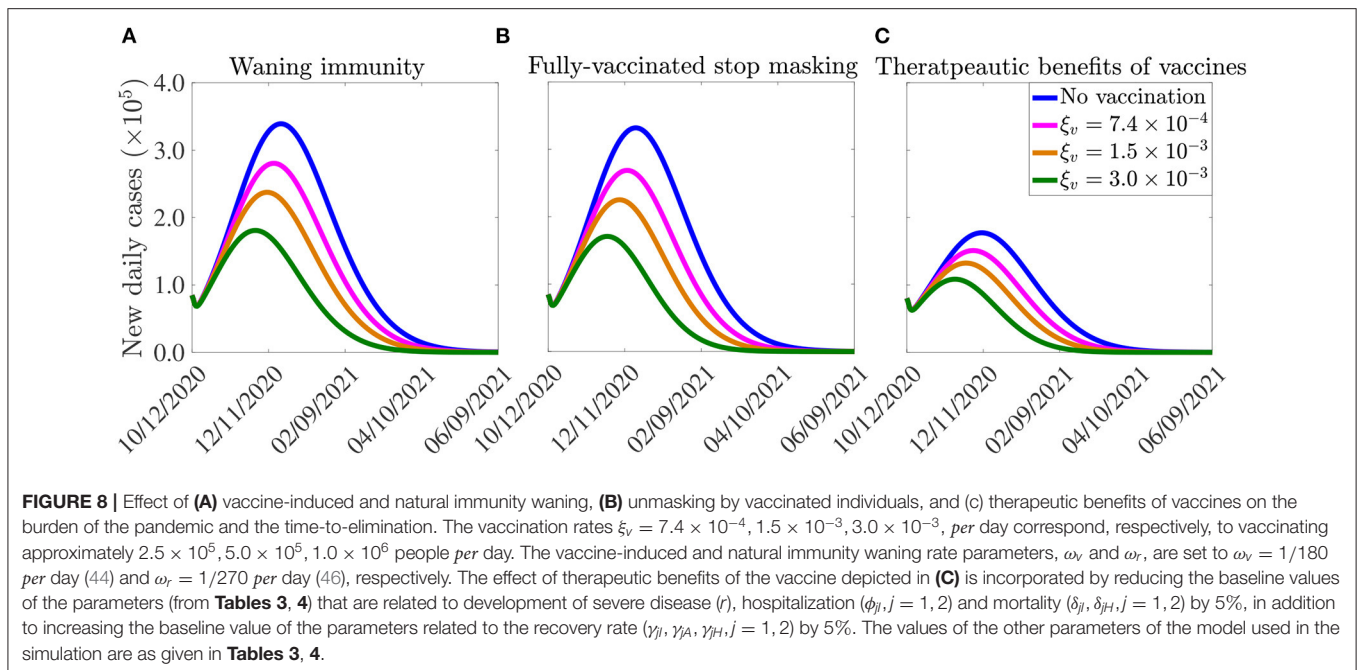 A
B
C
Waning immunity
Fully-vaccinated stop masking
Theratpeautic benefits of vaccines
New daily cases (×10⁵)
4.0
3.0
2.0
1.0
0.0
No vaccination
ξᵥ = 7.4 × 10⁻⁴
ξᵥ = 1.5 × 10⁻³
ξᵥ = 3.0 × 10⁻³
10/12/2020
12/11/2020
02/09/2021
04/10/2021
06/09/2021
10/12/2020
12/11/2020
02/09/2021
04/10/2021
06/09/2021
10/12/2020
12/11/2020
02/09/2021
04/10/2021
06/09/2021
FIGURE 8 | Effect of (A) vaccine-induced and natural immunity waning, (B) unmasking by vaccinated individuals, and (c) therapeutic benefits of vaccines on the
burden of the pandemic and the time-to-elimination. The vaccination rates ξᵥ = 7.4 × 10⁻⁴, 1.5 × 10⁻³, 3.0 × 10⁻³, per day correspond, respectively, to vaccinating
approximately 2.5 × 10⁵, 5.0 × 10⁵, 1.0 × 10⁶ people per day. The vaccine-induced and natural immunity waning rate parameters, ωᵥ and ωᵣ, are set to ωᵥ = 1/180
per day (44) and ωᵣ = 1/270 per day (46), respectively. The effect of therapeutic benefits of the vaccine depicted in (C) is incorporated by reducing the baseline values
of the parameters (from Tables 3, 4) that are related to development of severe disease (r), hospitalization (ϕjI, j = 1, 2) and mortality (δjI, δjH, j = 1, 2) by 5%, in addition
to increasing the baseline value of the parameters related to the recovery rate (γjI, γjA, γjH, j = 1, 2) by 5%. The values of the other parameters of the model used in the
simulation are as given in Tables 3, 4.